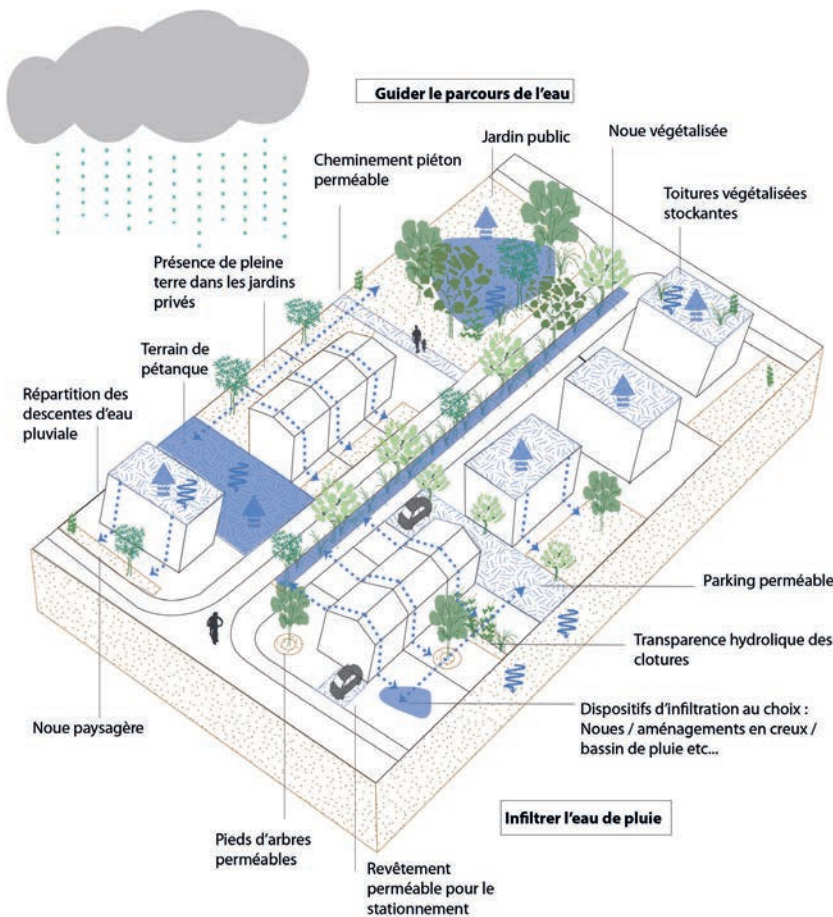 Guider le parcours de l'eau
Jardin public
Noue végétalisée
Cheminement piéton
perméable
Toitures végétalisées
stockantes
Présence de pleine
terre dans les jardins
privés
Terrain de
pétanque
Répartition des
descentes d'eau
pluviale
Parking perméable
Transparence hydrolique des
clotures
Noue paysagère
Dispositifs d'infiltration au choix :
Noues / aménagements en creux /
bassin de pluie etc...
Infiltrer l'eau de pluie
Pieds d'arbres
perméables
Revêtement
perméable pour le
stationnement